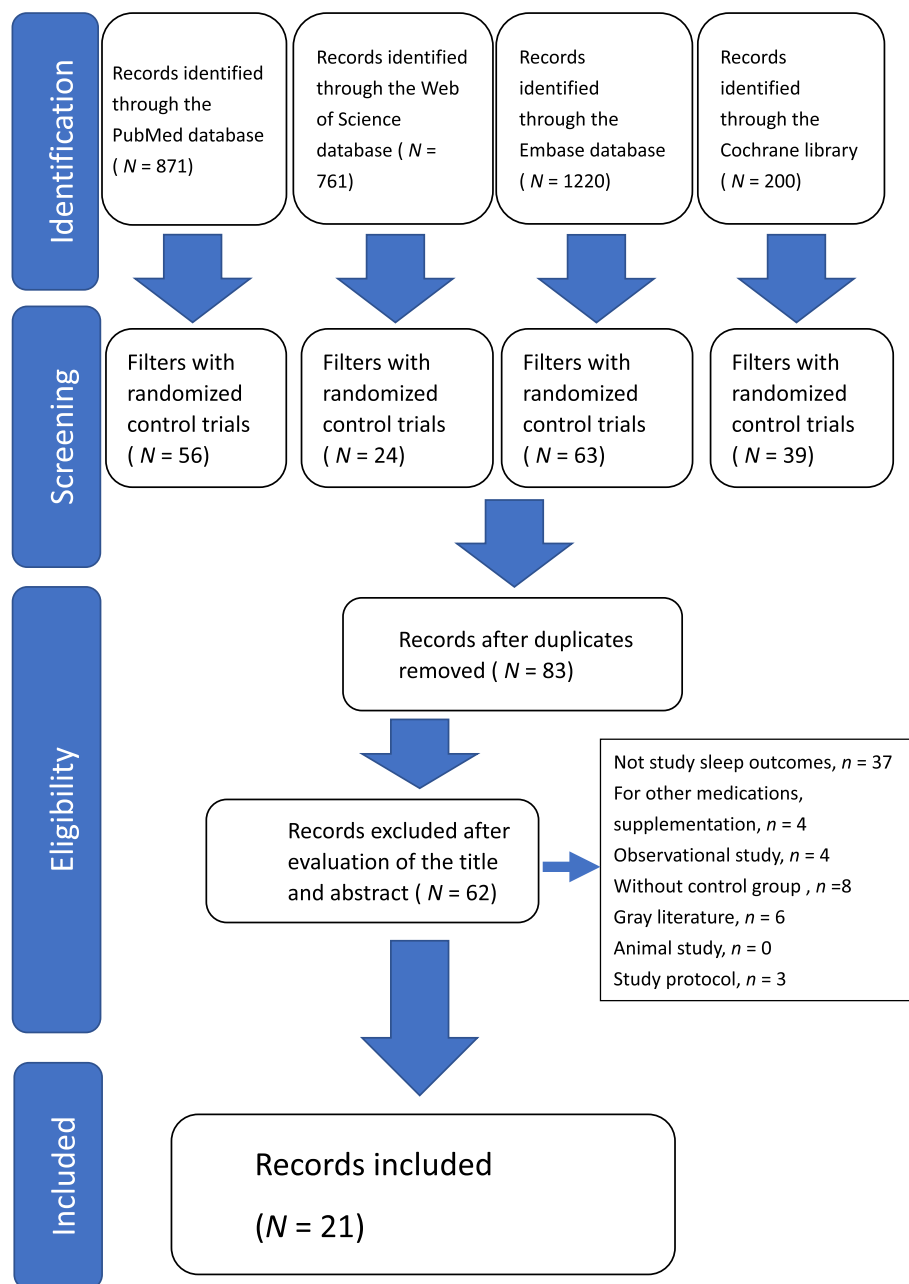 Identification
Records identified
through the
PubMed database
( N = 871)
Records identified
through the Web
of Science
database ( N =
761)
Records
identified
through the
Embase database
( N = 1220)
Records
identified
through the
Cochrane library
( N = 200)
Screening
Filters with
randomized
control trials
( N = 56)
Filters with
randomized
control trials
( N = 24)
Filters with
randomized
control trials
( N = 63)
Filters with
randomized
control trials
( N = 39)
Eligibility
Records after duplicates
removed ( N = 83)
Records excluded after
evaluation of the title
and abstract ( N = 62)
Not study sleep outcomes, n = 37
For other medications,
supplementation, n = 4
Observational study, n = 4
Without control group , n =8
Gray literature, n = 6
Animal study, n = 0
Study protocol, n = 3
Included
Records included
(N = 21)